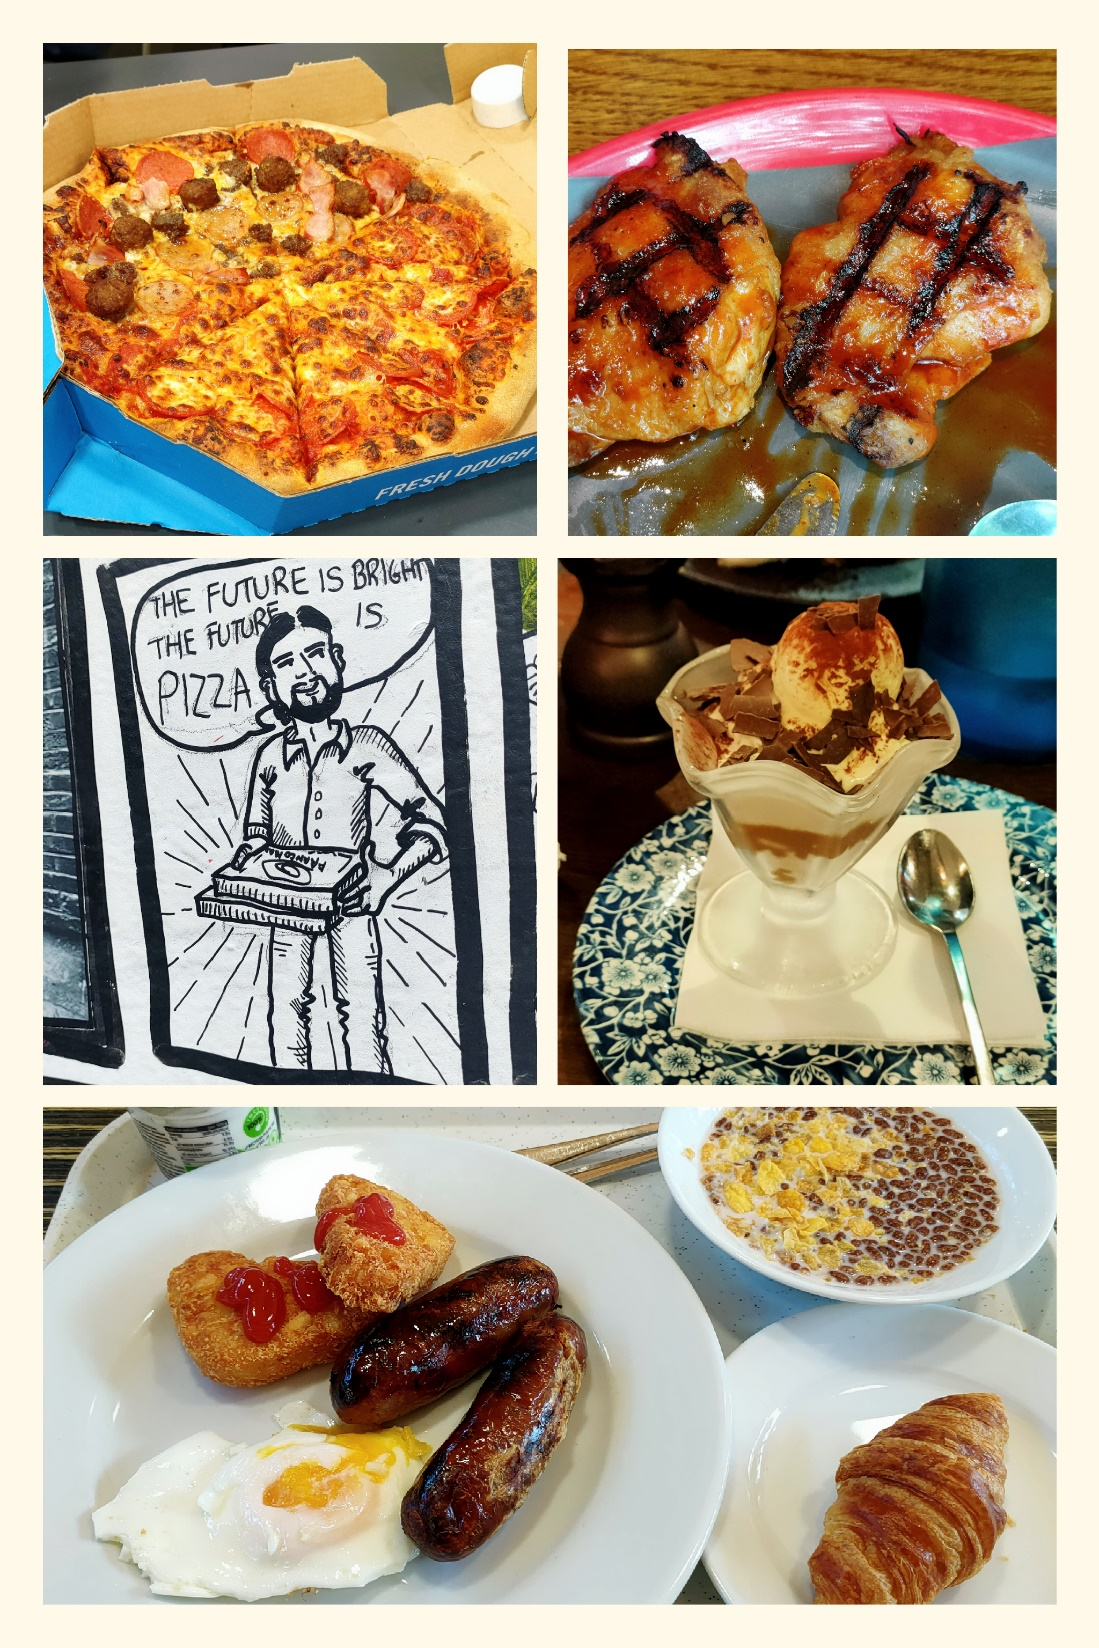 FRESH DOUGH
THE FUTURE IS BRIGHT
THE FUTURE IS
PIZZA